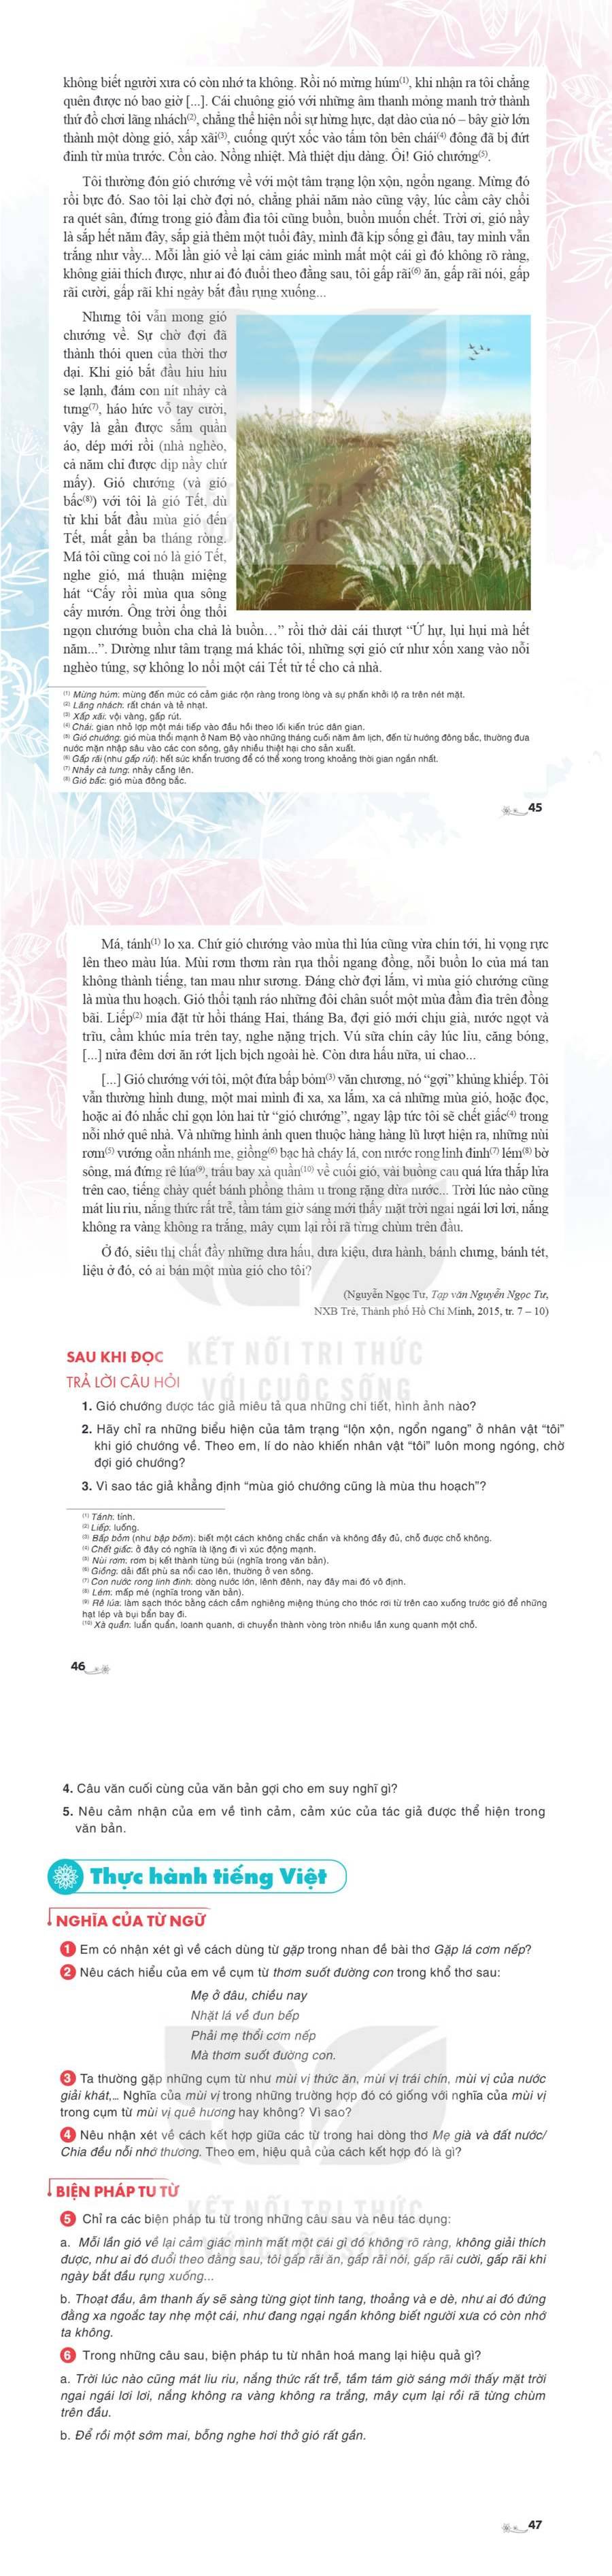 không biết người xưa có còn nhớ ta không. Rồi nó mừng húm⁽¹⁾, khi nhận ra tôi chẳng
quên được nó bao giờ [...]. Cái chuông gió với những âm thanh mỏng manh trở thành
thứ đồ chơi lãng nhách⁽²⁾, chẳng thể hiện nổi sự hừng hực, dạt dào của nó – bây giờ lớn
thành một dòng gió, xấp xãi⁽³⁾, cuống quýt xốc vào tấm tôn bên chái⁽⁴⁾ đông đã bị đứt
đinh từ mùa trước. Cồn cào. Nồng nhiệt. Mà thiệt dịu dàng. Ôi! Gió chướng⁽⁵⁾.
Tôi thường đón gió chướng về với một tâm trạng lộn xộn, ngổn ngang. Mừng đó
rồi bực đó. Sao tôi lại chờ đợi nó, chẳng phải năm nào cũng vậy, lúc cầm cây chổi
ra quét sân, đứng trong gió đầm đìa tôi cũng buồn, buồn muốn chết. Trời ơi, gió nầy
là sắp hết năm đây, sắp già thêm một tuổi đây, mình đã kịp sống gì đâu, tay mình vẫn
trắng như vầy... Mỗi lần gió về lại cảm giác mình mất một cái gì đó không rõ ràng,
không giải thích được, như ai đó đuổi theo đằng sau, tôi gấp rãi⁽⁶⁾ ăn, gấp rãi nói, gấp
rãi cười, gấp rãi khi ngày bắt đầu rụng xuống...
Nhưng tôi vẫn mong gió
chướng về. Sự chờ đợi đã
thành thói quen của thời thơ
dại. Khi gió bắt đầu hiu hiu
se lạnh, đám con nít nhảy cà
tưng⁽⁷⁾, háo hức vỗ tay cười,
vậy là gần được sắm quần
áo, dép mới rồi (nhà nghèo,
cả năm chỉ được dịp nầy chứ
mấy). Gió chướng (và gió
bấc⁽⁸⁾) với tôi là gió Tết, dù
từ khi bắt đầu mùa gió đến
Tết, mất gần ba tháng ròng.
Má tôi cũng coi nó là gió Tết,
nghe gió, má thuận miệng
hát “Cấy rồi mùa qua sông
cấy mướn. Ông trời ổng thổi
ngọn chướng buồn cha chả là buồn…” rồi thở dài cái thượt “Ứ hự, lụi hụi mà hết
năm...”. Dường như tâm trạng má khác tôi, những sợi gió cứ như xốn xang vào nỗi
nghèo túng, sợ không lo nổi một cái Tết tử tế cho cả nhà.
⁽¹⁾ Mừng húm: mừng đến mức có cảm giác rộn ràng trong lòng và sự phấn khởi lộ ra trên nét mặt.
⁽²⁾ Lãng nhách: rất chán và tẻ nhạt.
⁽³⁾ Xấp xãi: vội vàng, gấp rút.
⁽⁴⁾ Chái: gian nhỏ lợp một mái tiếp vào đầu hồi theo lối kiến trúc dân gian.
⁽⁵⁾ Gió chướng: gió mùa thổi mạnh ở Nam Bộ vào những tháng cuối năm âm lịch, đến từ hướng đông bắc, thường đưa
nước mặn nhập sâu vào các con sông, gây nhiều thiệt hại cho sản xuất.
⁽⁶⁾ Gấp rãi (như gấp rút): hết sức khẩn trương để có thể xong trong khoảng thời gian ngắn nhất.
⁽⁷⁾ Nhảy cà tưng: nhảy cẫng lên.
⁽⁸⁾ Gió bấc: gió mùa đông bắc.
45
Má, tánh⁽¹⁾ lo xa. Chứ gió chướng vào mùa thì lúa cũng vừa chín tới, hi vọng rực
lên theo màu lúa. Mùi rơm thơm ràn rụa thổi ngang đồng, nỗi buồn lo của má tan
không thành tiếng, tan mau như sương. Đáng chờ đợi lắm, vì mùa gió chướng cũng
là mùa thu hoạch. Gió thổi tạnh ráo những đôi chân suốt một mùa đầm đìa trên đồng
bãi. Liếp⁽²⁾ mía đặt từ hồi tháng Hai, tháng Ba, đợi gió mới chịu già, nước ngọt và
trĩu, cầm khúc mía trên tay, nghe nặng trịch. Vú sữa chín cây lúc lỉu, căng bóng,
[...] nửa đêm dơi ăn rớt lịch bịch ngoài hè. Còn dưa hấu nữa, ui chao...
[...] Gió chướng với tôi, một đứa bấp bỏm⁽³⁾ văn chương, nó “gợi” khủng khiếp. Tôi
vẫn thường hình dung, một mai mình đi xa, xa lắm, xa cả những mùa gió, hoặc đọc,
hoặc ai đó nhắc chỉ gọn lỏn hai từ “gió chướng”, ngay lập tức tôi sẽ chết giấc⁽⁴⁾ trong
nỗi nhớ quê nhà. Và những hình ảnh quen thuộc hàng hàng lũ lượt hiện ra, những nùi
rơm⁽⁵⁾ vướng oằn nhánh me, giồng⁽⁶⁾ bạc hà cháy lá, con nước rong linh đinh⁽⁷⁾ lém⁽⁸⁾ bờ
sông, má đứng rê lúa⁽⁹⁾, trấu bay xà quần⁽¹⁰⁾ về cuối gió, vài buồng cau quá lứa thắp lửa
trên cao, tiếng chày quết bánh phồng thâm u trong rặng dừa nước... Trời lúc nào cũng
mát liu riu, nắng thức rất trễ, tầm tám giờ sáng mới thấy mặt trời ngai ngái lơi lơi, nắng
không ra vàng không ra trắng, mây cụm lại rồi rã từng chùm trên đầu.
Ở đó, siêu thị chất đầy những dưa hấu, dưa kiệu, dưa hành, bánh chưng, bánh tét,
liệu ở đó, có ai bán một mùa gió cho tôi?
(Nguyễn Ngọc Tư, Tạp văn Nguyễn Ngọc Tư,
NXB Trẻ, Thành phố Hồ Chí Minh, 2015, tr. 7 – 10)
KẾT NỐI TRI THỨC
VỚI CUỘC SỐNG
SAU KHI ĐỌC
TRẢ LỜI CÂU HỎI
1. Gió chướng được tác giả miêu tả qua những chi tiết, hình ảnh nào?
2. Hãy chỉ ra những biểu hiện của tâm trạng “lộn xộn, ngổn ngang” ở nhân vật “tôi”
khi gió chướng về. Theo em, lí do nào khiến nhân vật “tôi” luôn mong ngóng, chờ
đợi gió chướng?
3. Vì sao tác giả khẳng định “mùa gió chướng cũng là mùa thu hoạch”?
⁽¹⁾ Tánh: tính.
⁽²⁾ Liếp: luống.
⁽³⁾ Bấp bỏm (như bập bõm): biết một cách không chắc chắn và không đầy đủ, chỗ được chỗ không.
⁽⁴⁾ Chết giấc: ở đây có nghĩa là lặng đi vì xúc động mạnh.
⁽⁵⁾ Nùi rơm: rơm bị kết thành từng búi (nghĩa trong văn bản).
⁽⁶⁾ Giồng: dải đất phù sa nổi cao lên, thường ở ven sông.
⁽⁷⁾ Con nước rong linh đinh: dòng nước lớn, lênh đênh, nay đây mai đó vô định.
⁽⁸⁾ Lém: mấp mé (nghĩa trong văn bản).
⁽⁹⁾ Rê lúa: làm sạch thóc bằng cách cầm nghiêng miệng thúng cho thóc rơi từ trên cao xuống trước gió để những
hạt lép và bụi bẩn bay đi.
⁽¹⁰⁾ Xà quần: luẩn quẩn, loanh quanh, di chuyển thành vòng tròn nhiều lần xung quanh một chỗ.
46
4. Câu văn cuối cùng của văn bản gợi cho em suy nghĩ gì?
5. Nêu cảm nhận của em về tình cảm, cảm xúc của tác giả được thể hiện trong
văn bản.
Thực hành tiếng Việt
NGHĨA CỦA TỪ NGỮ
1 Em có nhận xét gì về cách dùng từ gặp trong nhan đề bài thơ Gặp lá cơm nếp?
2 Nêu cách hiểu của em về cụm từ thơm suốt đường con trong khổ thơ sau:
Mẹ ở đâu, chiều nay
Nhặt lá về đun bếp
Phải mẹ thổi cơm nếp
Mà thơm suốt đường con.
3 Ta thường gặp những cụm từ như mùi vị thức ăn, mùi vị trái chín, mùi vị của nước
giải khát,... Nghĩa của mùi vị trong những trường hợp đó có giống với nghĩa của mùi vị
trong cụm từ mùi vị quê hương hay không? Vì sao?
4 Nêu nhận xét về cách kết hợp giữa các từ trong hai dòng thơ Mẹ già và đất nước/
Chia đều nỗi nhớ thương. Theo em, hiệu quả của cách kết hợp đó là gì?
BIỆN PHÁP TU TỪ
KẾT NỐI TRI THỨC
VỚI CUỘC SỐNG
5 Chỉ ra các biện pháp tu từ trong những câu sau và nêu tác dụng:
a. Mỗi lần gió về lại cảm giác mình mất một cái gì đó không rõ ràng, không giải thích
được, như ai đó đuổi theo đằng sau, tôi gấp rãi ăn, gấp rãi nói, gấp rãi cười, gấp rãi khi
ngày bắt đầu rụng xuống...
b. Thoạt đầu, âm thanh ấy sẽ sàng từng giọt tinh tang, thoảng và e dè, như ai đó đứng
đằng xa ngoắc tay nhẹ một cái, như đang ngại ngần không biết người xưa có còn nhớ
ta không.
6 Trong những câu sau, biện pháp tu từ nhân hoá mang lại hiệu quả gì?
a. Trời lúc nào cũng mát liu riu, nắng thức rất trễ, tầm tám giờ sáng mới thấy mặt trời
ngai ngái lơi lơi, nắng không ra vàng không ra trắng, mây cụm lại rồi rã từng chùm
trên đầu.
b. Để rồi một sớm mai, bỗng nghe hơi thở gió rất gần.
47